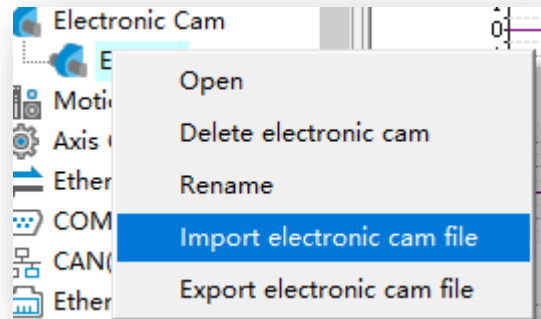 Electronic Cam
0
E
Open
Moti
Delete electronic cam
Axis
Ether
Rename
COM
Import electronic cam file
CAN(
Export electronic cam file
Ether